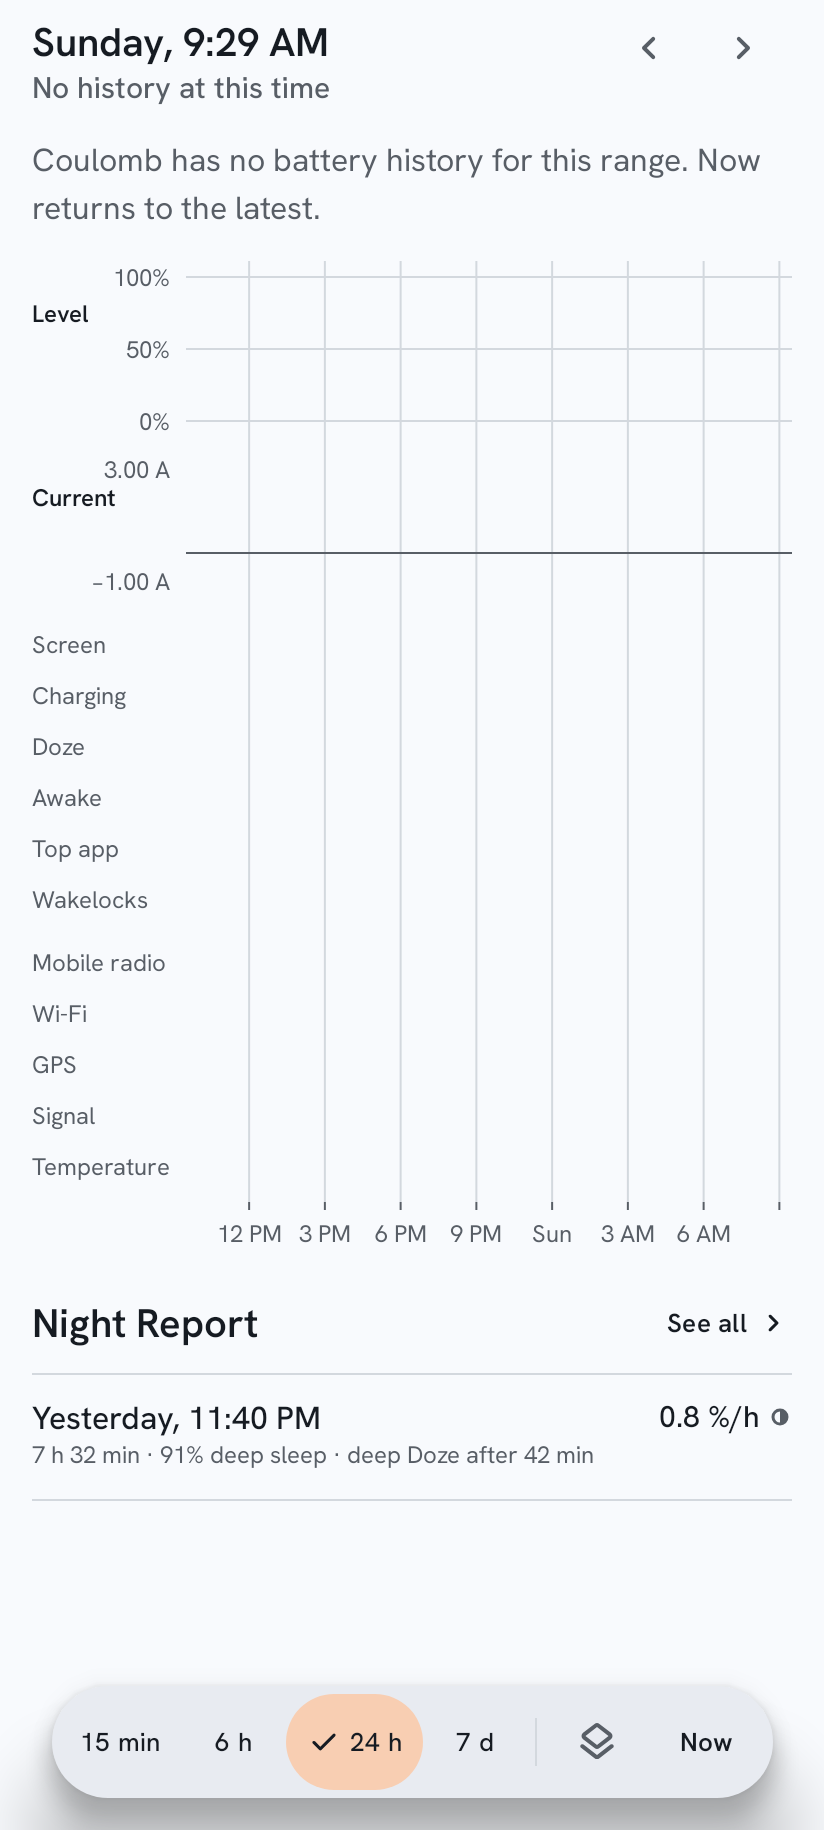 Sunday, 9:29 AM
No history at this time
Coulomb has no battery history for this range. Now
returns to the latest.
100%
Level
50%
0%
3.00 A
Current
−1.00 A
Screen
Charging
Doze
Awake
Top app
Wakelocks
Mobile radio
Wi-Fi
GPS
Signal
Temperature
12 PM 3 PM 6 PM 9 PM Sun 3 AM 6 AM
Night Report See all
Yesterday, 11:40 PM 0.8 %/h
7 h 32 min · 91% deep sleep · deep Doze after 42 min
15 min 6 h 24 h 7 d Now